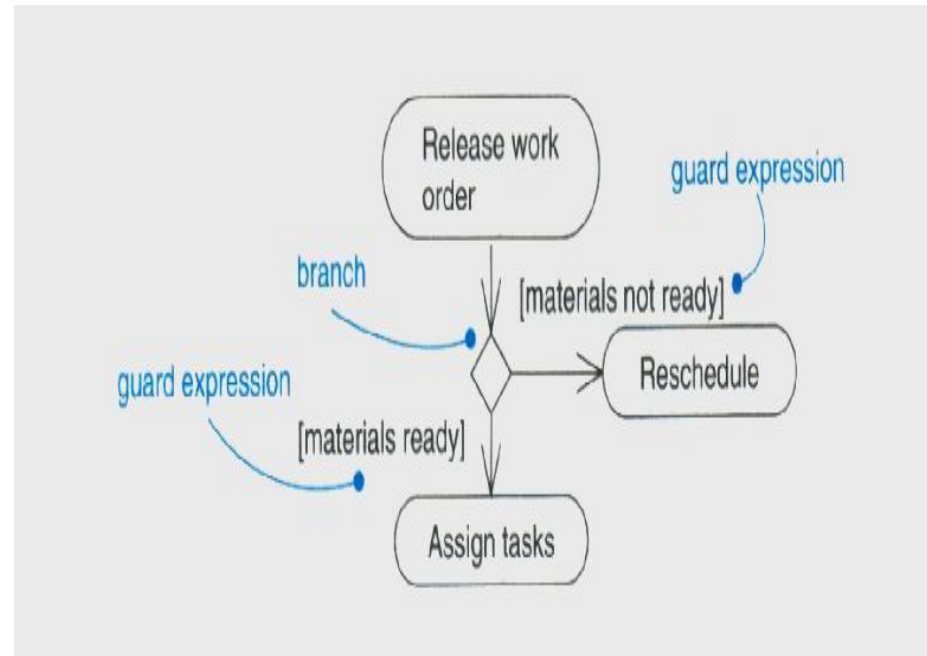 Release work
order
guard expression
branch
[materials not ready]
Reschedule
guard expression
[materials ready]
Assign tasks